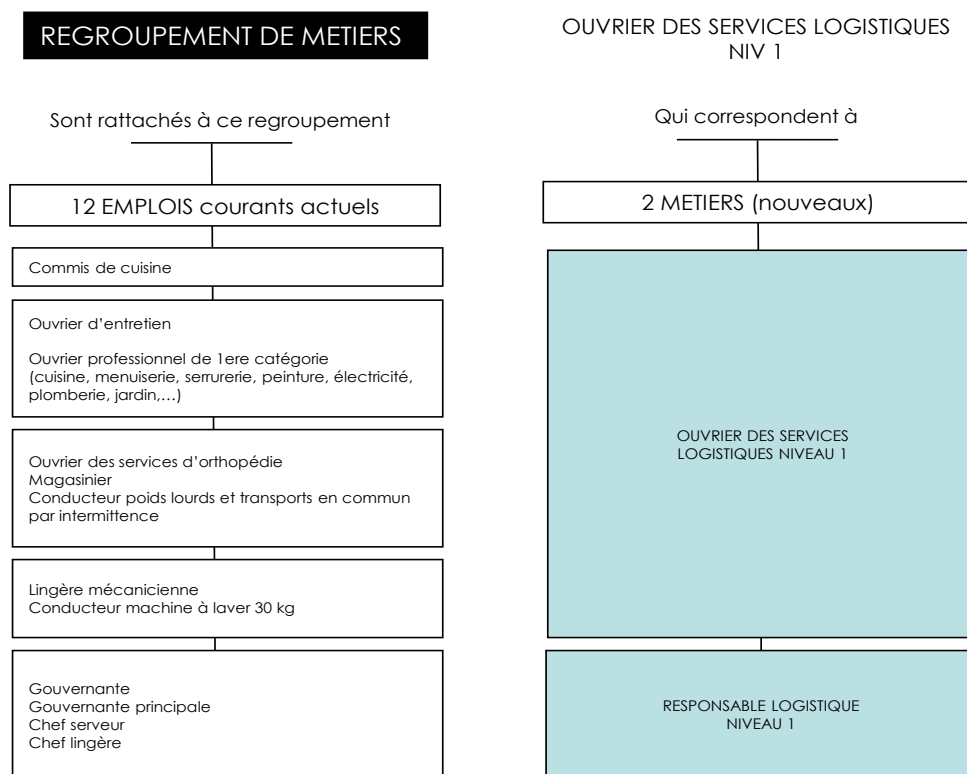 REGROUPEMENT DE METIERS
Sont rattachés à ce regroupement
12 EMPLOIS courants actuels
Commis de cuisine
Ouvrier d’entretien
Ouvrier professionnel de 1ere catégorie
(cuisine, menuiserie, serrurerie, peinture, électricité,
plomberie, jardin,…)
Ouvrier des services d’orthopédie
Magasinier
Conducteur poids lourds et transports en commun
par intermittence
Lingère mécanicienne
Conducteur machine à laver 30 kg
Gouvernante
Gouvernante principale
Chef serveur
Chef lingère
OUVRIER DES SERVICES LOGISTIQUES
NIV 1
Qui correspondent à
2 METIERS (nouveaux)
OUVRIER DES SERVICES
LOGISTIQUES NIVEAU 1
RESPONSABLE LOGISTIQUE
NIVEAU 1